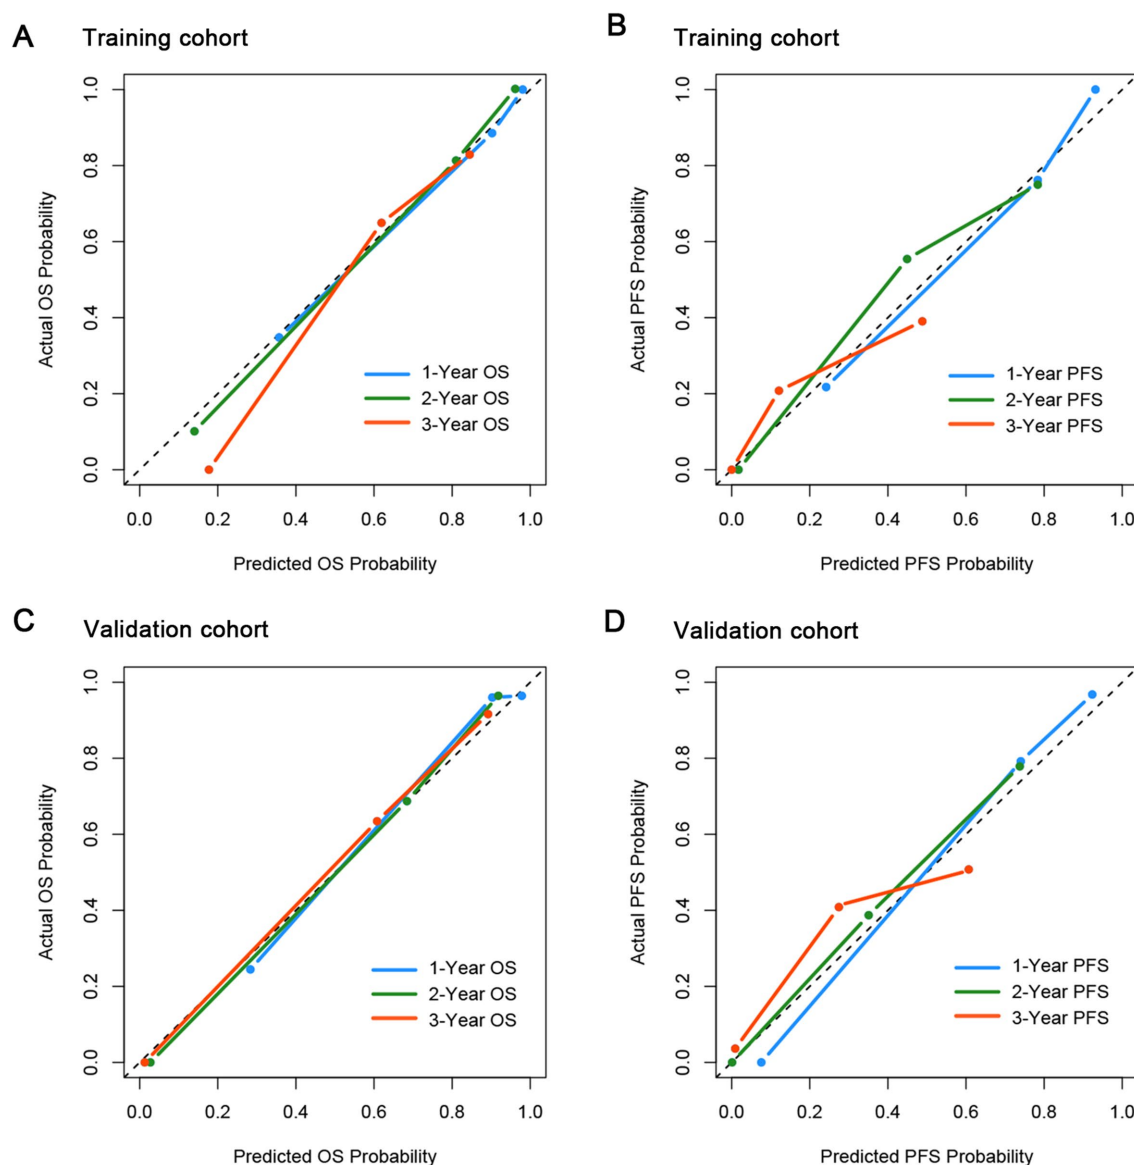 A Training cohort
Actual OS Probability
1.0
0.8
0.6
0.4
0.2
0.0
1-Year OS
2-Year OS
3-Year OS
0.0 0.2 0.4 0.6 0.8 1.0
Predicted OS Probability
B Training cohort
Actual PFS Probability
1.0
0.8
0.6
0.4
0.2
0.0
1-Year PFS
2-Year PFS
3-Year PFS
0.0 0.2 0.4 0.6 0.8 1.0
Predicted PFS Probability
C Validation cohort
Actual OS Probability
1.0
0.8
0.6
0.4
0.2
0.0
1-Year OS
2-Year OS
3-Year OS
0.0 0.2 0.4 0.6 0.8 1.0
Predicted OS Probability
D Validation cohort
Actual PFS Probability
1.0
0.8
0.6
0.4
0.2
0.0
1-Year PFS
2-Year PFS
3-Year PFS
0.0 0.2 0.4 0.6 0.8 1.0
Predicted PFS Probability